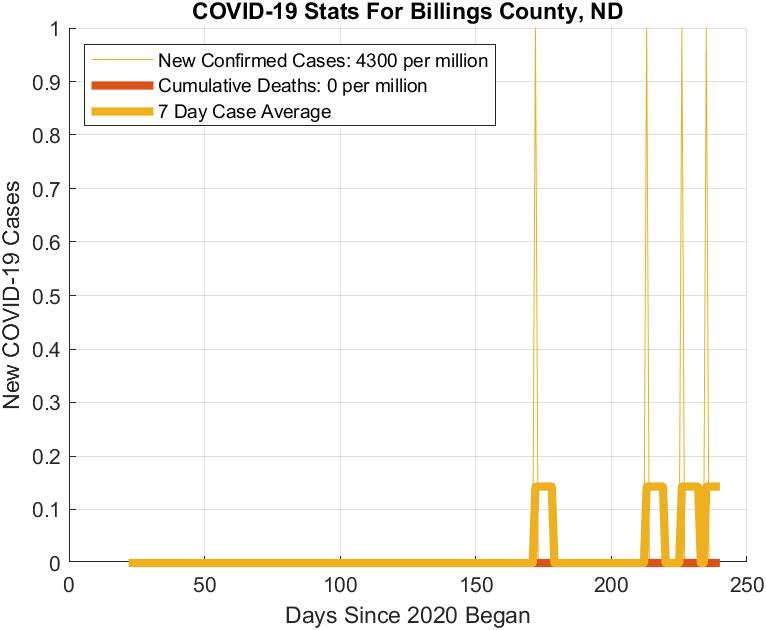 COVID-19 Stats For Billings County, ND
New Confirmed Cases: 4300 per million
Cumulative Deaths: 0 per million
7 Day Case Average
New COVID-19 Cases
1
0.9
0.8
0.7
0.6
0.5
0.4
0.3
0.2
0.1
0
0 50 100 150 200 250
Days Since 2020 Began